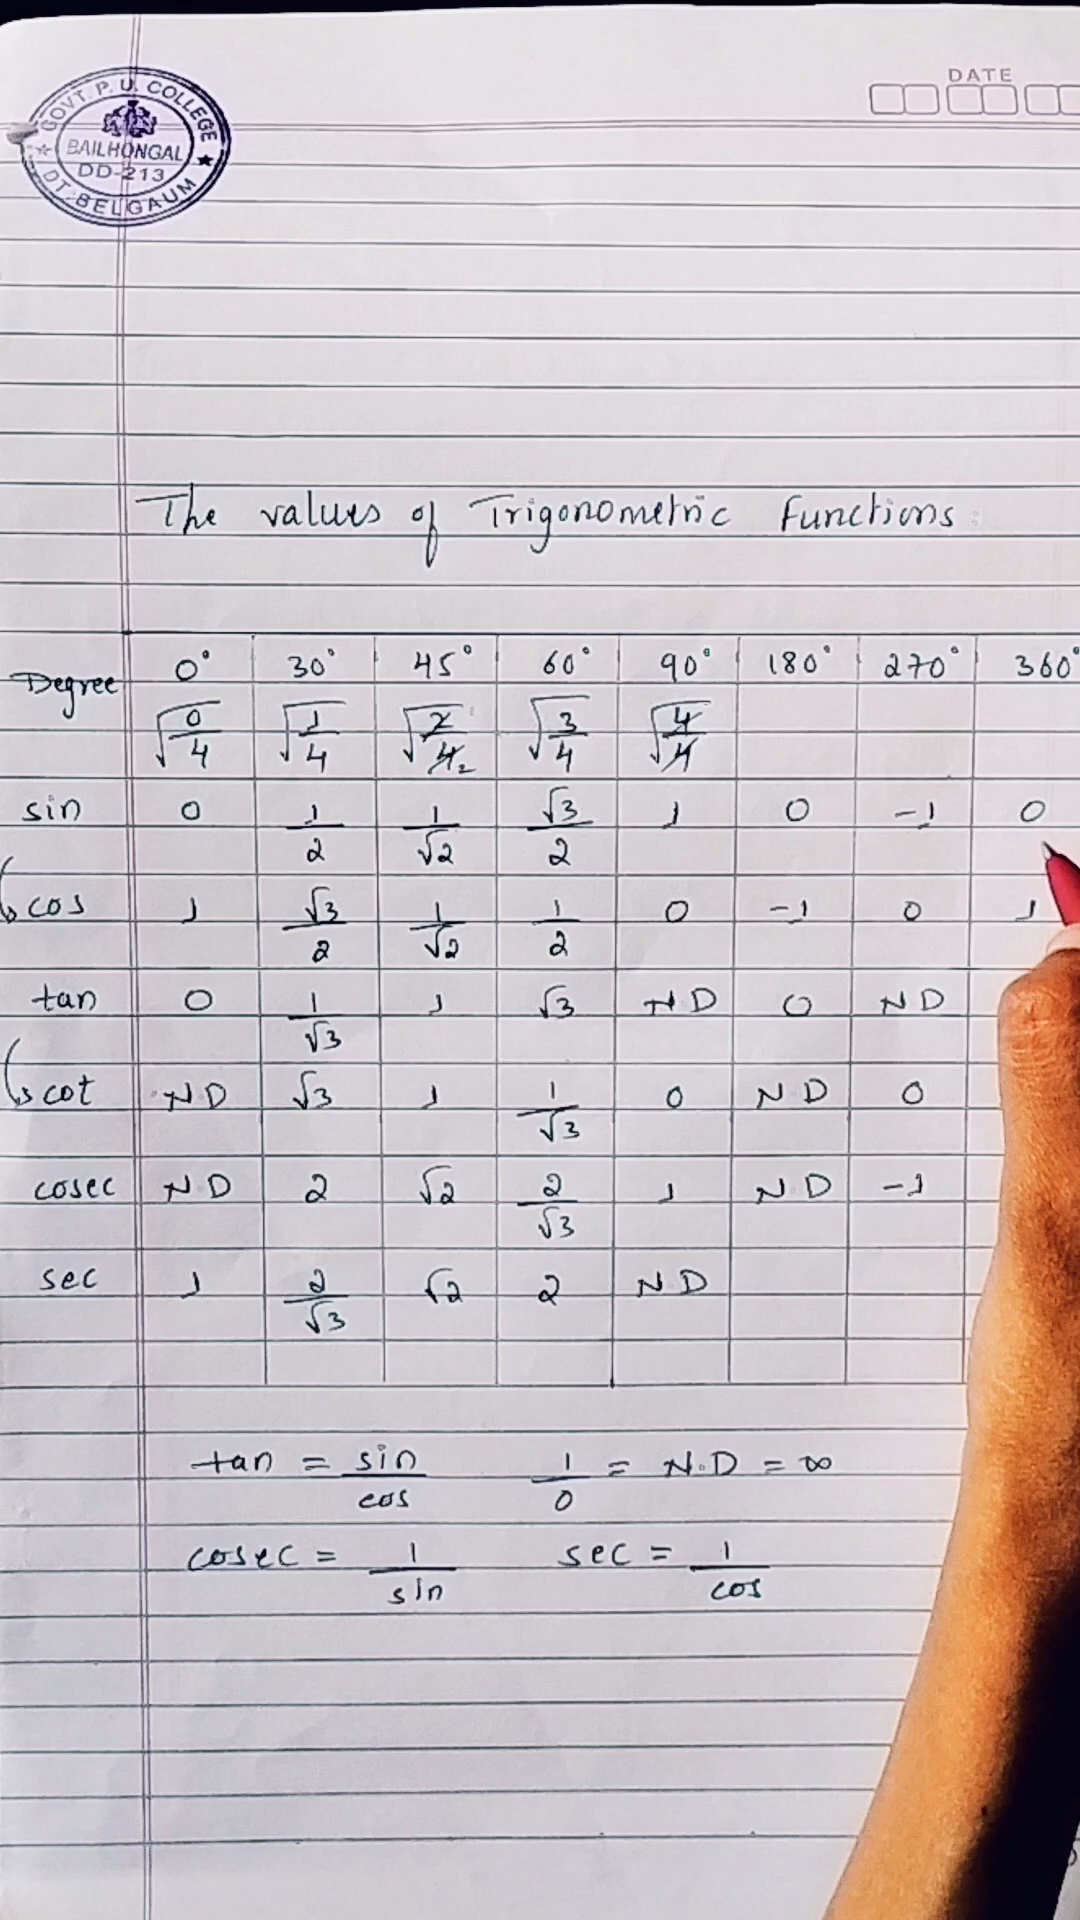 GOVT. P. U. COLLEGE
BAILHONGAL
DD-213
DT. BELGAUM
DATE
The values of Trigonometric Functions
Degree 0° 30° 45° 60° 90° 180° 270° 360°
√(0/4) √(1/4) √(2/4) 2 √(3/4) √(4/4)
sin 0 1/2 1/√2 √3/2 1 0 -1 0
cos 1 √3/2 1/√2 1/2 0 -1 0 1
tan 0 1/√3 1 √3 ND 0 ND
cot ND √3 1 1/√3 0 ND 0
cosec ND 2 √2 2/√3 1 ND -1
sec 1 2/√3 √2 2 ND
tan = sin/cos 1/0 = N.D = ∞
cosec = 1/sin sec = 1/cos